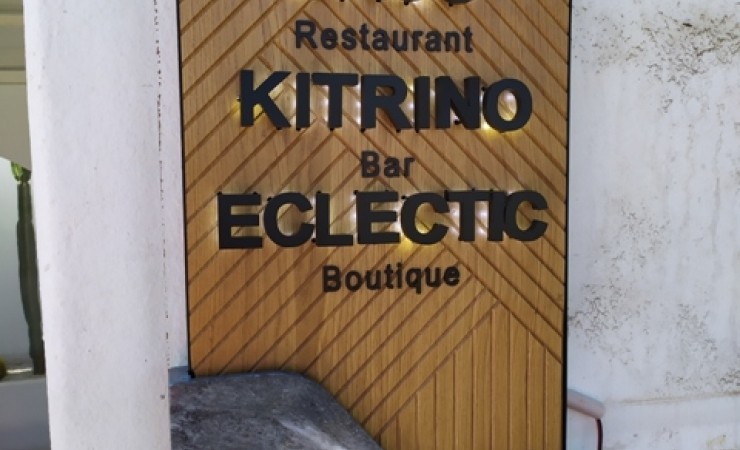 Restaurant
KITRINO
Bar
ECLECTIC
Boutique